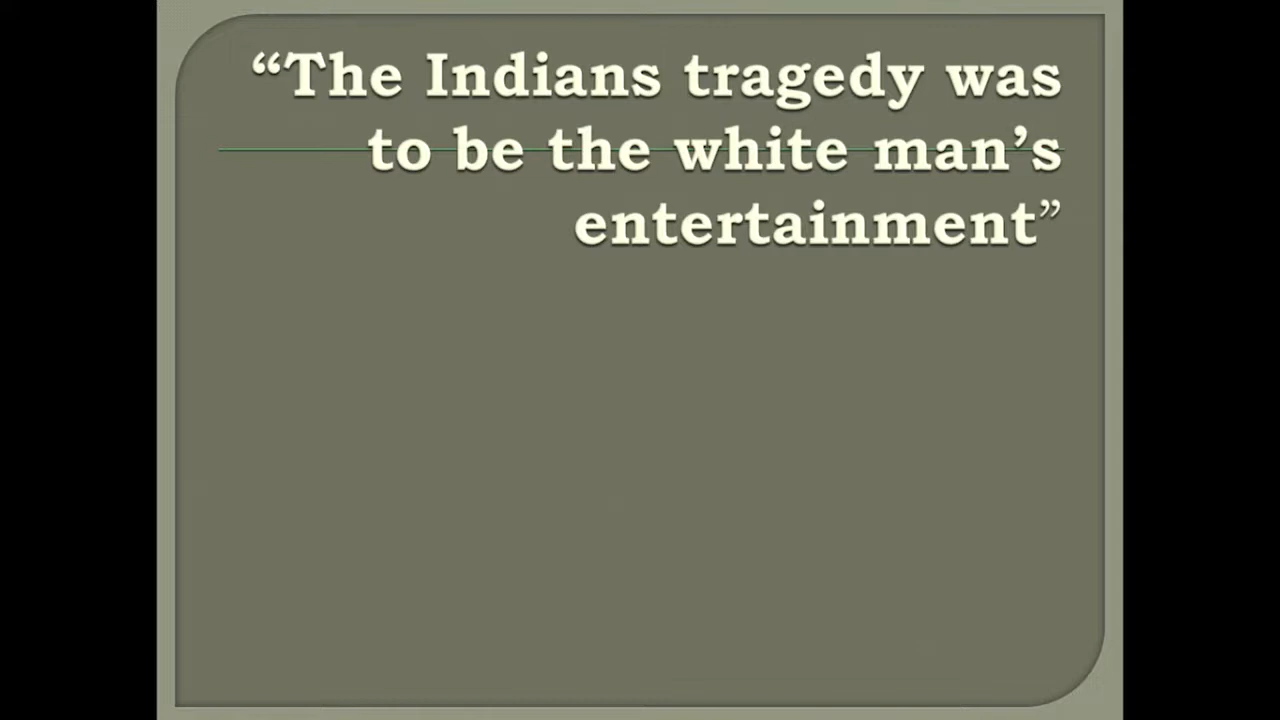 “The Indians tragedy was
to be the white man’s
entertainment”